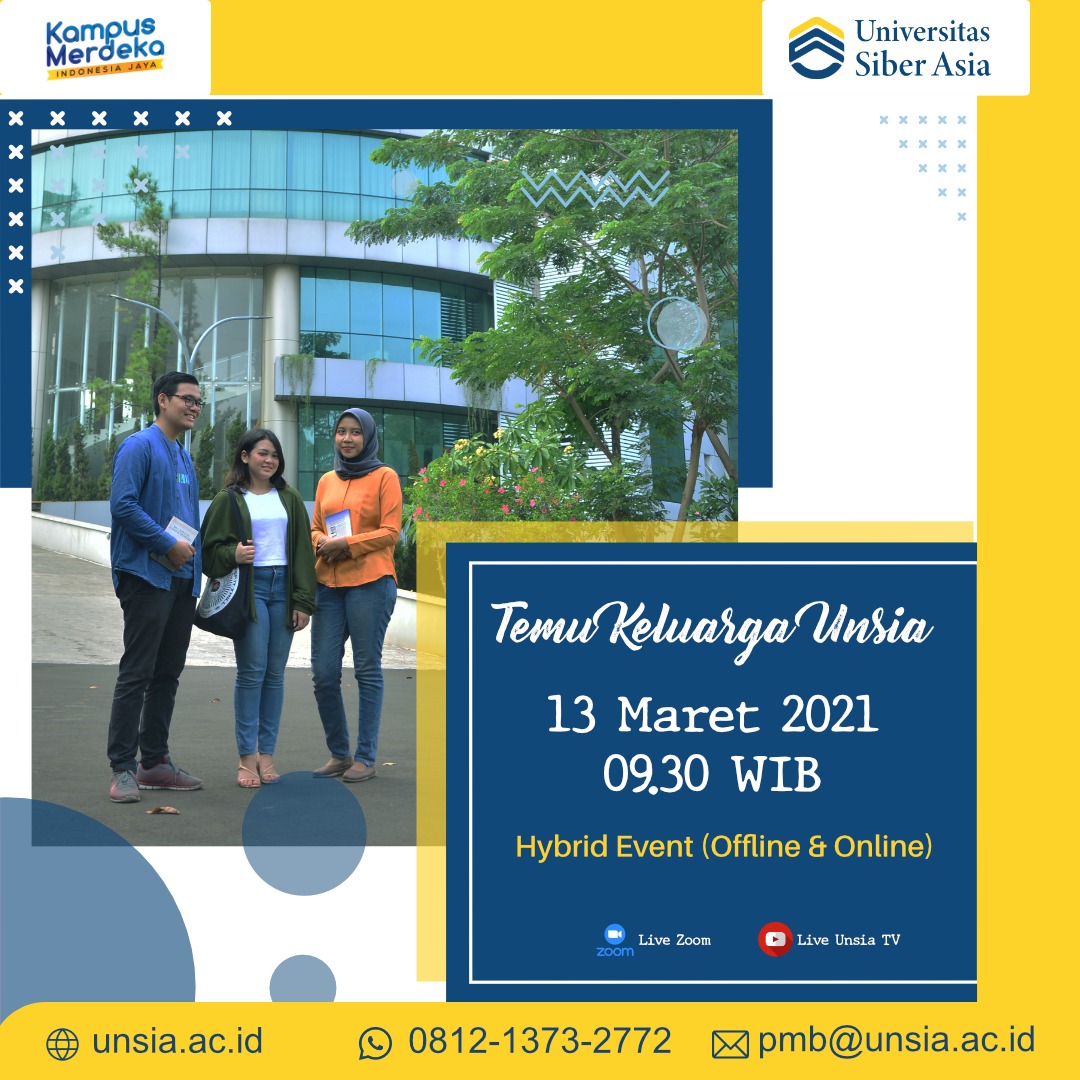 Kampus
Merdeka
INDONESIA JAYA
Universitas
Siber Asia
Temu Keluarga Unsia
13 Maret 2021
09.30 WIB
Hybrid Event (Offline & Online)
zoom
Live Zoom
Live Unsia TV
unsia.ac.id
0812-1373-2772
pmb@unsia.ac.id